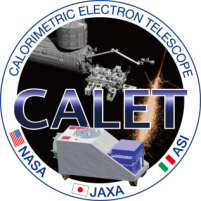 CALORIMETRIC ELECTRON TELESCOPE
CALET
NASA
JAXA
ASI